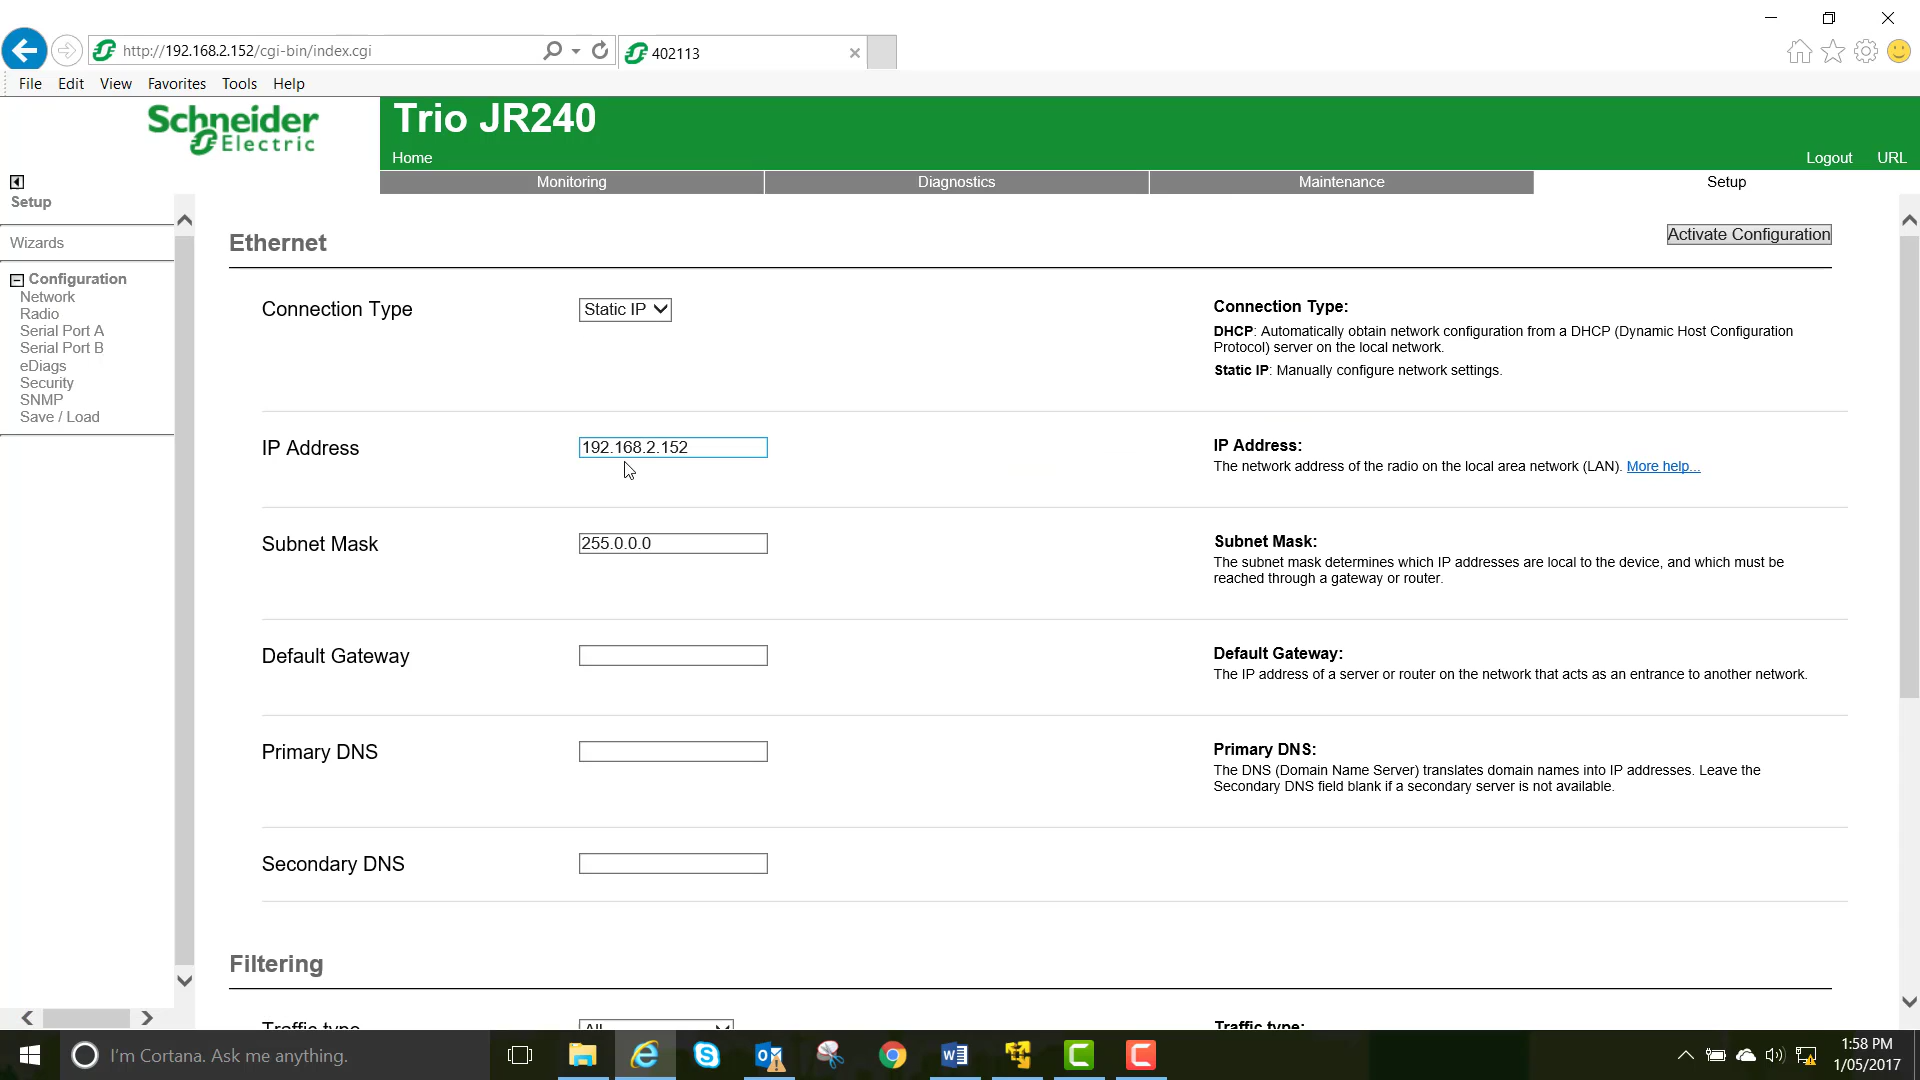 http://192.168.2.152/cgi-bin/index.cgi
402113
File Edit View Favorites Tools Help
Schneider
Electric
Trio JR240
Home
Logout URL
Monitoring Diagnostics Maintenance Setup
Setup
Wizards
Configuration
Network
Radio
Serial Port A
Serial Port B
eDiags
Security
SNMP
Save / Load
Ethernet
Activate Configuration
Connection Type
Static IP
Connection Type:
DHCP: Automatically obtain network configuration from a DHCP (Dynamic Host Configuration
Protocol) server on the local network.
Static IP: Manually configure network settings.
IP Address
192.168.2.152
IP Address:
The network address of the radio on the local area network (LAN). More help...
Subnet Mask
255.0.0.0
Subnet Mask:
The subnet mask determines which IP addresses are local to the device, and which must be
reached through a gateway or router.
Default Gateway
Default Gateway:
The IP address of a server or router on the network that acts as an entrance to another network.
Primary DNS
Primary DNS:
The DNS (Domain Name Server) translates domain names into IP addresses. Leave the
Secondary DNS field blank if a secondary server is not available.
Secondary DNS
Filtering
Traffic type
All
Traffic type:
I'm Cortana. Ask me anything.
1:58 PM
1/05/2017